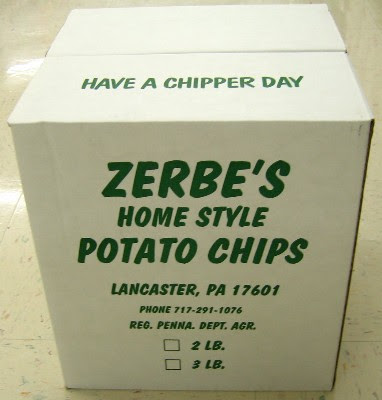 HAVE A CHIPPER DAY
ZERBE'S
HOME STYLE
POTATO CHIPS
LANCASTER, PA 17601
PHONE 717-291-1076
REG. PENNA. DEPT. AGR.
2 LB.
3 LB.